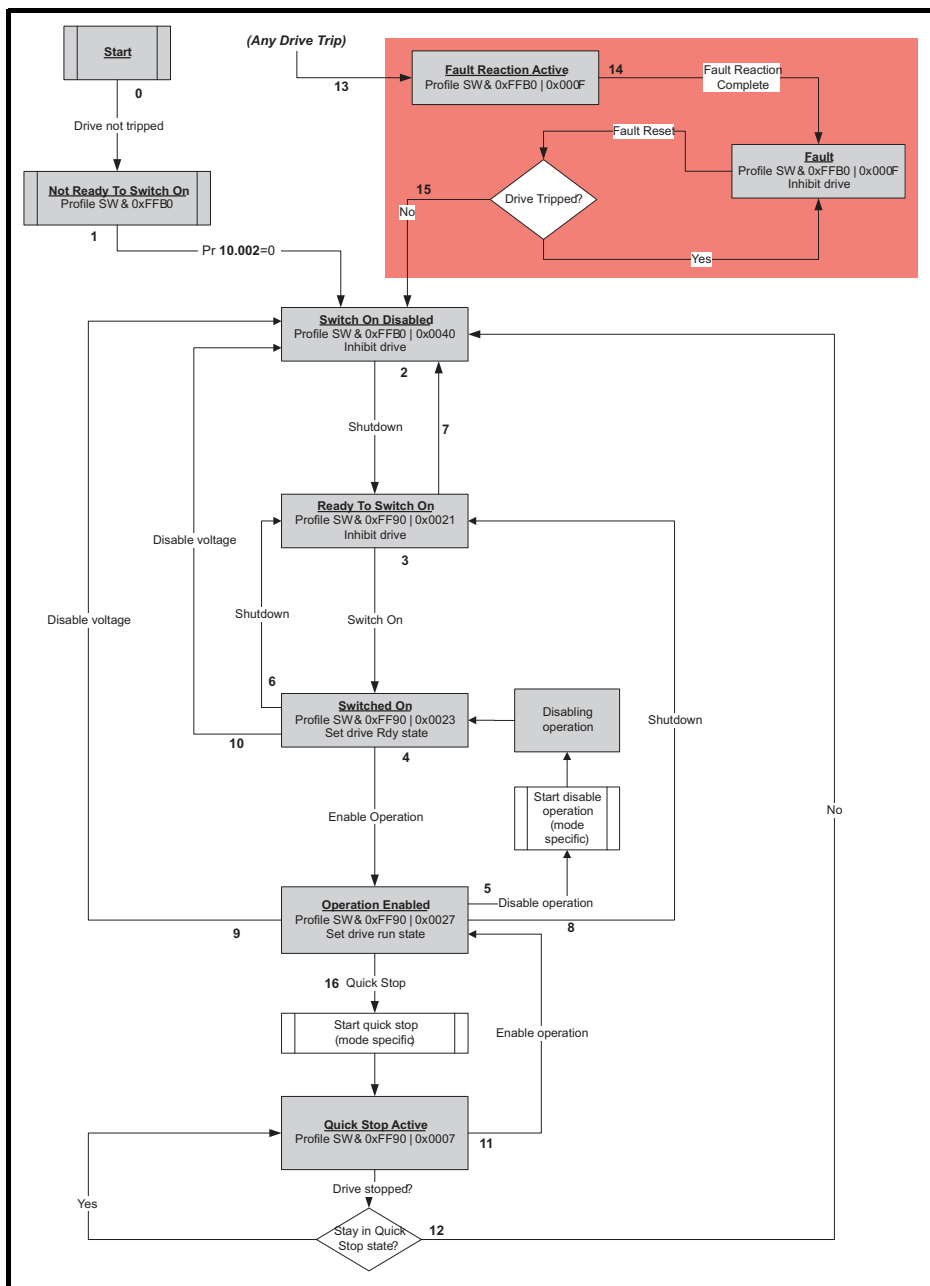 Start
0
Drive not tripped
Not Ready To Switch On
Profile SW & 0xFFB0
1
Pr 10.002=0
(Any Drive Trip)
13
Fault Reaction Active
Profile SW & 0xFFB0 | 0x000F
14
Fault Reaction
Complete
Fault Reset
Fault
Profile SW & 0xFFB0 | 0x000F
Inhibit drive
15
Drive Tripped?
No
Yes
Switch On Disabled
Profile SW & 0xFFB0 | 0x0040
Inhibit drive
2
Shutdown
7
Ready To Switch On
Profile SW & 0xFF90 | 0x0021
Inhibit drive
3
Disable voltage
Shutdown
Switch On
Disable voltage
6
Switched On
Profile SW & 0xFF90 | 0x0023
Set drive Rdy state
10
4
Disabling
operation
Shutdown
Start disable
operation
(mode
specific)
No
Enable Operation
5
Disable operation
Operation Enabled
Profile SW & 0xFF90 | 0x0027
Set drive run state
9
8
16 Quick Stop
Start quick stop
(mode specific)
Enable operation
Quick Stop Active
Profile SW & 0xFF90 | 0x0007
11
Drive stopped?
Yes
Stay in Quick
Stop state?
12